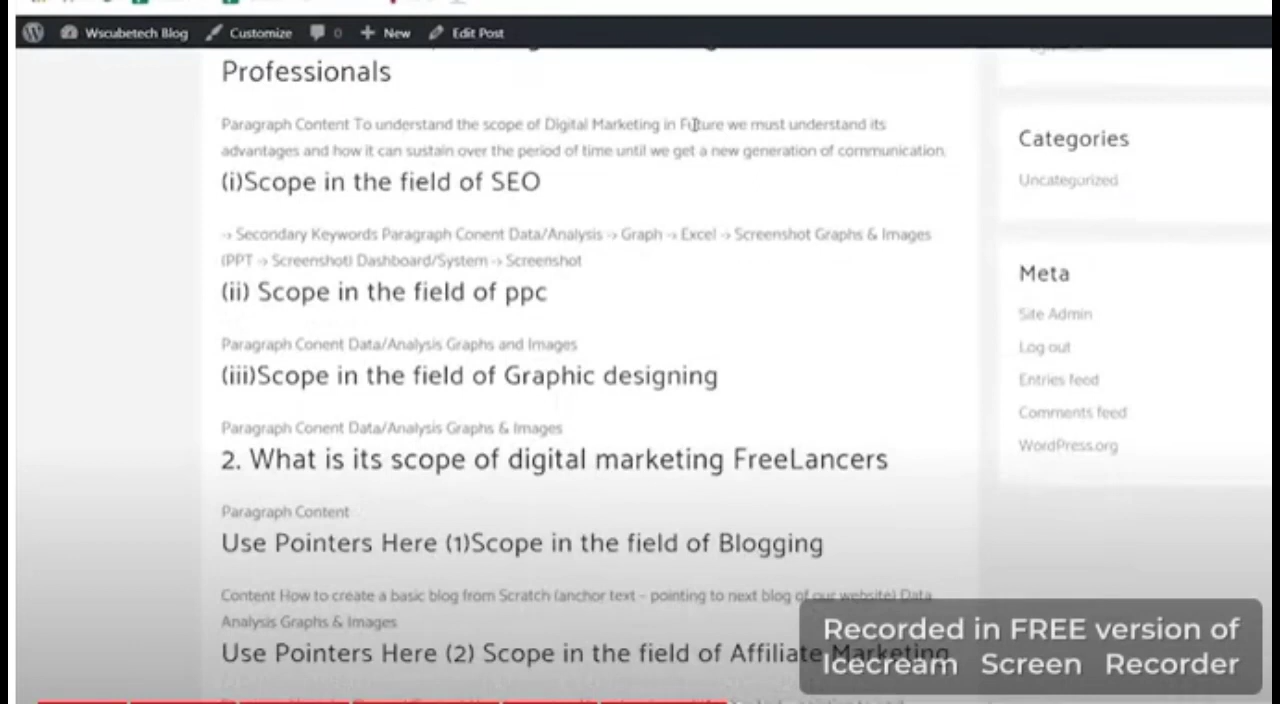 Wscubetech Blog Customize 0 New Edit Post
Professionals
Paragraph Content To understand the scope of Digital Marketing in Future we must understand its
advantages and how it can sustain over the period of time until we get a new generation of communication.
(i)Scope in the field of SEO
-> Secondary Keywords Paragraph Conent Data/Analysis -> Graph -> Excel -> Screenshot Graphs & Images
(PPT -> Screenshot) Dashboard/System -> Screenshot
(ii) Scope in the field of ppc
Paragraph Conent Data/Analysis Graphs and Images
(iii)Scope in the field of Graphic designing
Paragraph Conent Data/Analysis Graphs & Images
2. What is its scope of digital marketing FreeLancers
Paragraph Content
Use Pointers Here (1)Scope in the field of Blogging
Content How to create a basic blog from Scratch (anchor text – pointing to next blog of our website) Data
Analysis Graphs & Images
Use Pointers Here (2) Scope in the field of Affiliate Marketing
Categories
Uncategorized
Meta
Site Admin
Log out
Entries feed
Comments feed
WordPress.org
Recorded in FREE version of
Icecream Screen Recorder